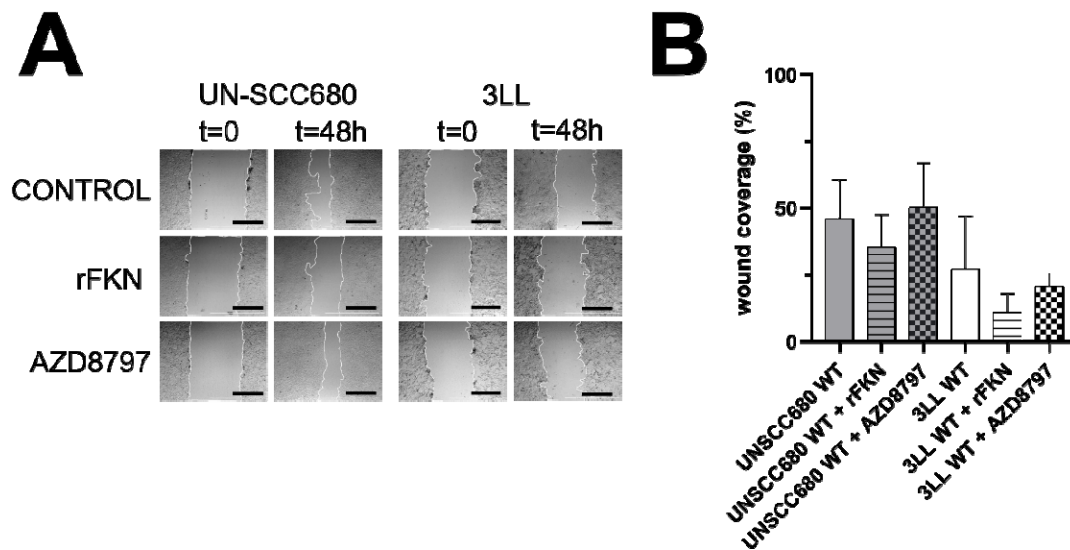 A
UN-SCC680 3LL
t=0 t=48h t=0 t=48h
CONTROL
rFKN
AZD8797
B
wound coverage (%)
100
50
0
UNSCC680 WT
UNSCC680 WT + rFKN
UNSCC680 WT + AZD8797
3LL WT
3LL WT + rFKN
3LL WT + AZD8797